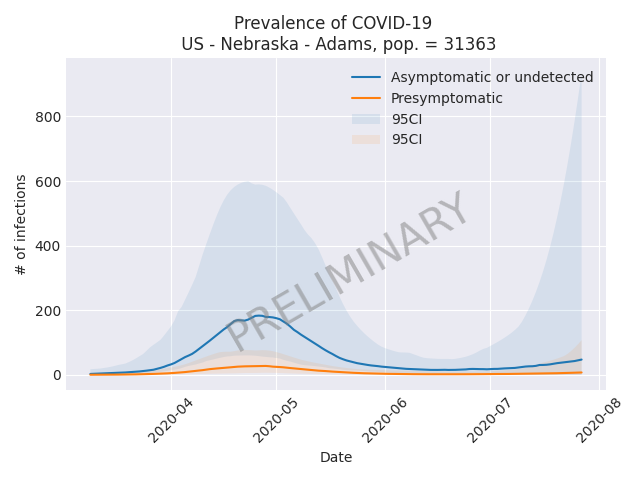 Prevalence of COVID-19
US - Nebraska - Adams, pop. = 31363
Asymptomatic or undetected
Presymptomatic
95CI
95CI
PRELIMINARY
# of infections
800
600
400
200
0
2020-04
2020-05
2020-06
2020-07
2020-08
Date